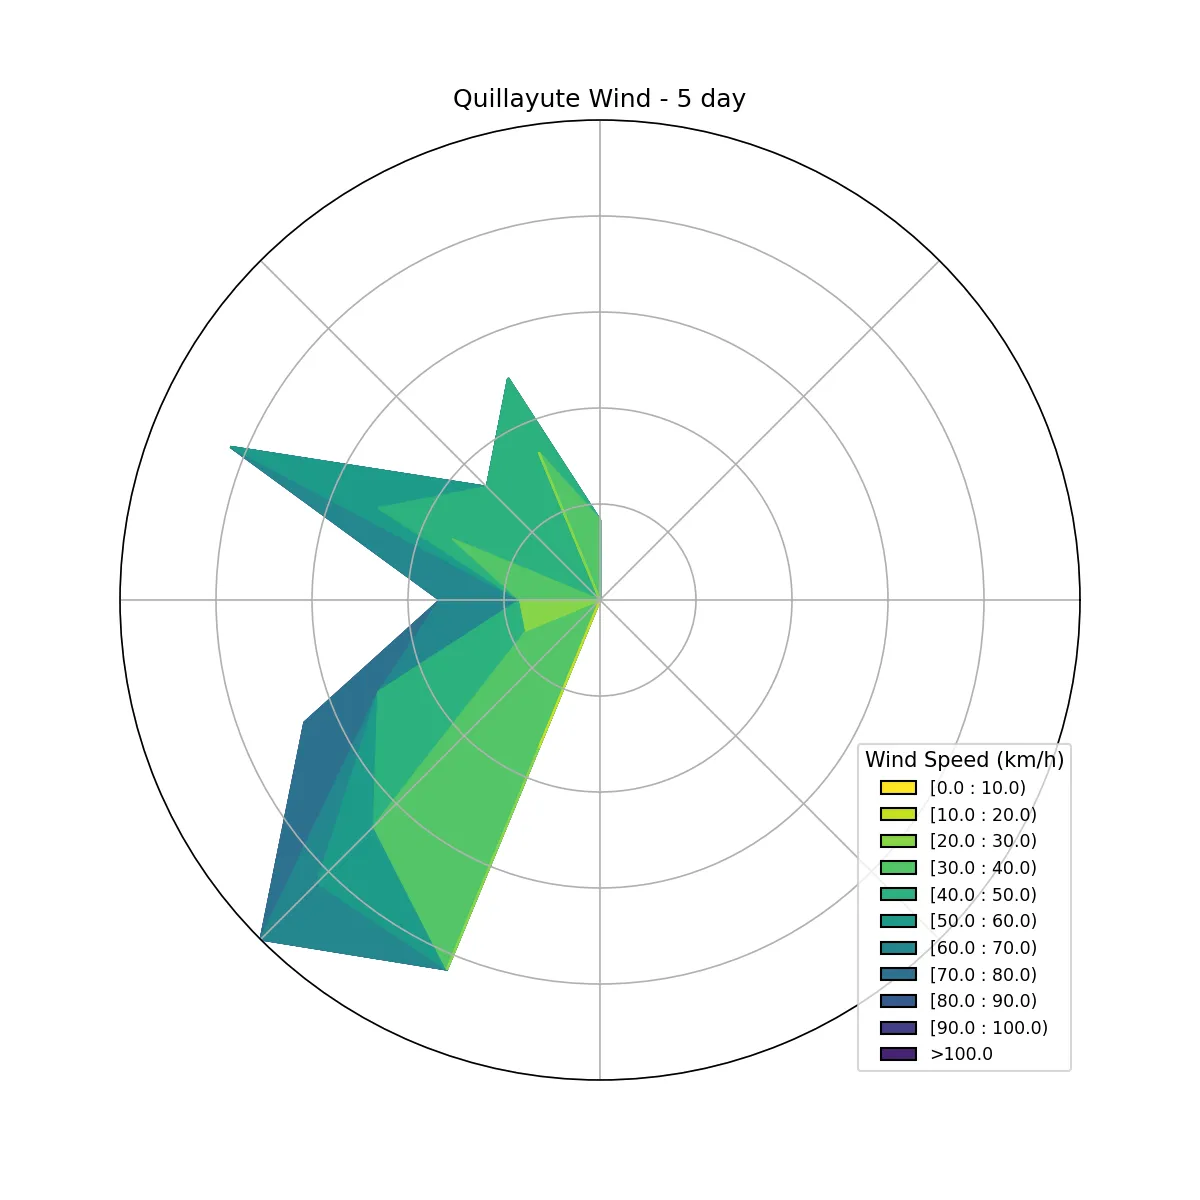 Quillayute Wind - 5 day
Wind Speed (km/h)
[0.0 : 10.0)
[10.0 : 20.0)
[20.0 : 30.0)
[30.0 : 40.0)
[40.0 : 50.0)
[50.0 : 60.0)
[60.0 : 70.0)
[70.0 : 80.0)
[80.0 : 90.0)
[90.0 : 100.0)
>100.0